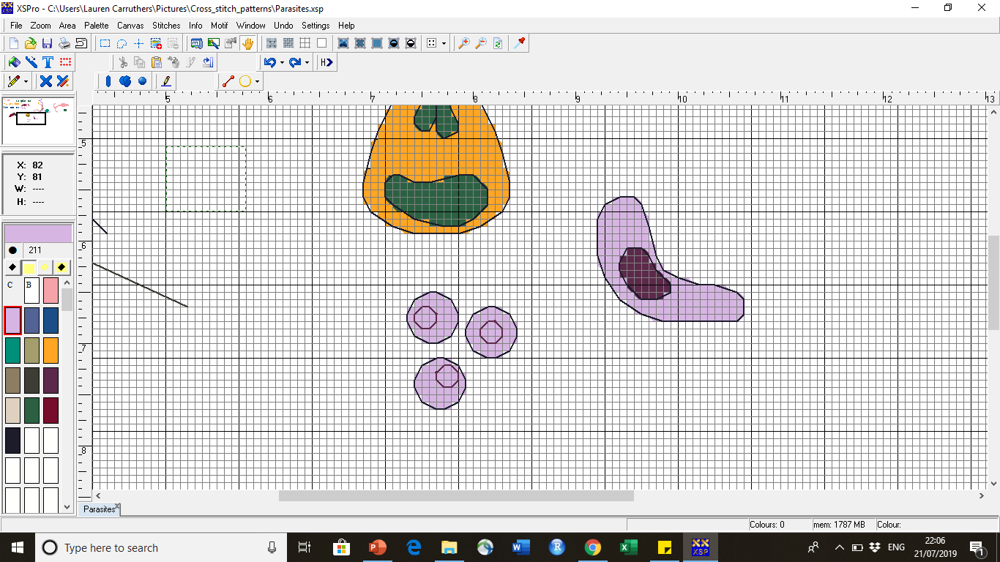 XSPro - C:\Users\Lauren Carruthers\Pictures\Cross_stitch_patterns\Parasites.xsp
File Zoom Area Palette Canvas Stitches Info Motif Window Undo Settings Help
H
5 6 7 8 9 10 11 12 13
5
X: 82
Y: 81
W: ----
H: ----
6
211
C B
7
8
Parasites
Colours: 0 mem: 1787 MB Colour:
Type here to search
ENG
22:06
21/07/2019
1
XSP